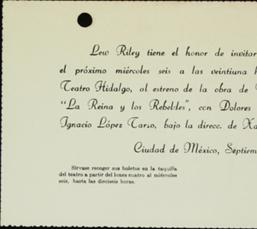 Lew Riley tiene el honor de invitar
el próximo miércoles seis a las veintiuna h
Teatro Hidalgo, al estreno de la obra de
"La Reina y los Rebeldes", con Dolores
Ignacio López Tarso, bajo la direcc. de Xa
Ciudad de México, Septiem
Sírvase recoger sus boletos en la taquilla
del teatro a partir del lunes cuatro al miércoles
seis, hasta las diecisiete horas.